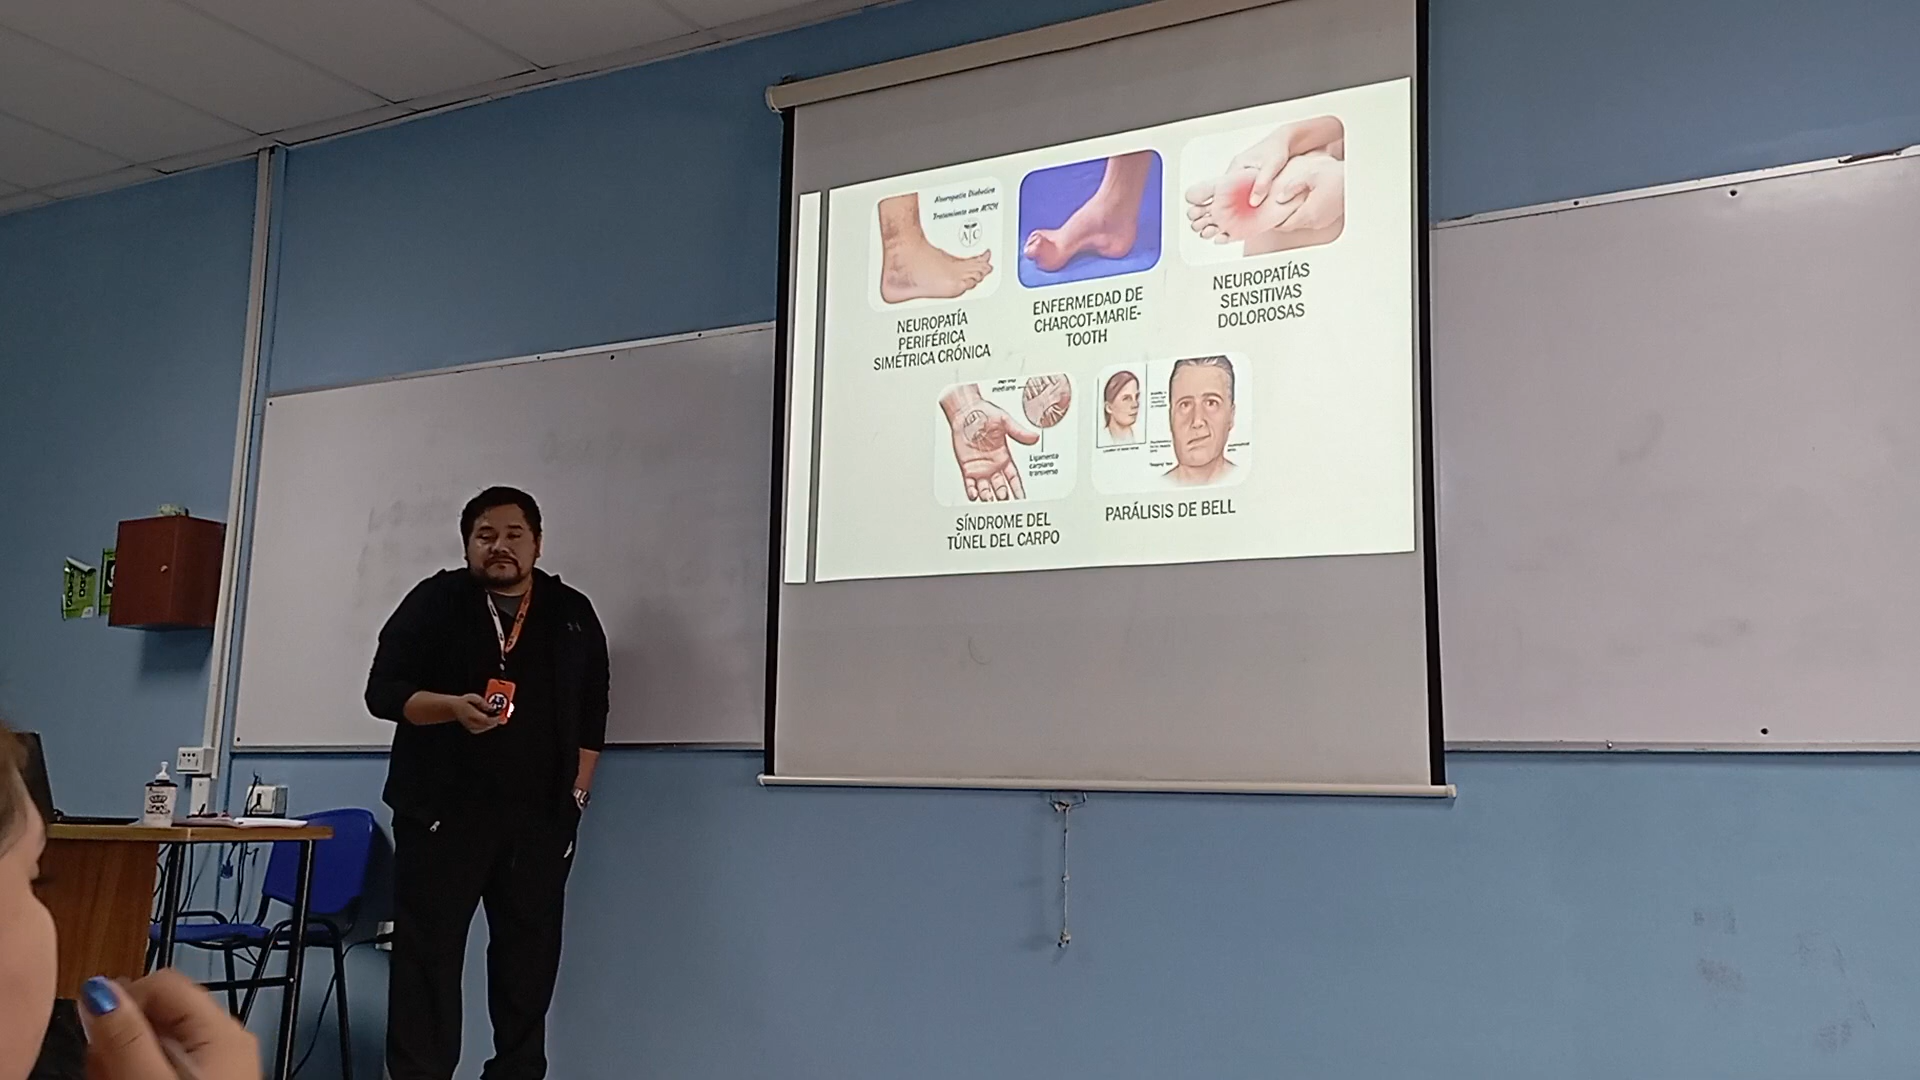 Neuropatía Diabética
Tratamiento con MTCH
A C
NEUROPATÍA
PERIFÉRICA
SIMÉTRICA CRÓNICA
ENFERMEDAD DE
CHARCOT-MARIE-
TOOTH
NEUROPATÍAS
SENSITIVAS
DOLOROSAS
mediano
Ligamento
carpiano
transverso
SÍNDROME DEL
TÚNEL DEL CARPO
PARÁLISIS DE BELL